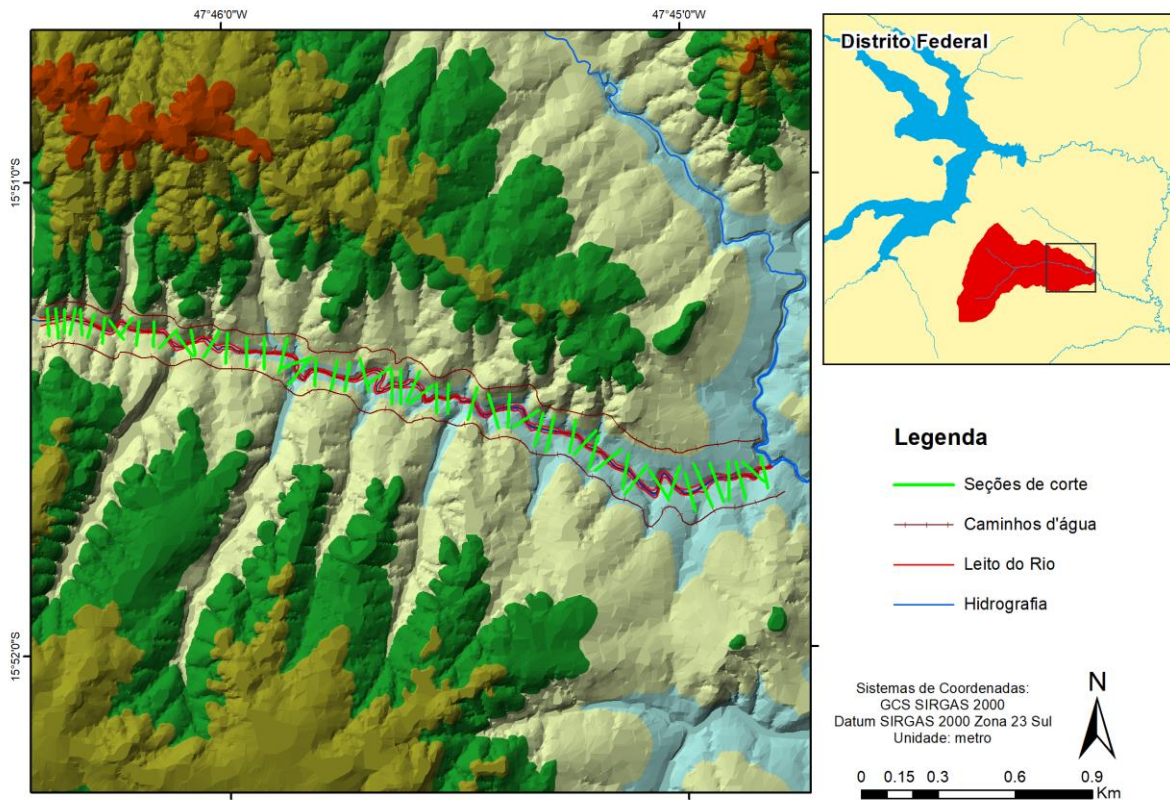 47°46'0"W
47°45'0"W
15°51'0"S
15°52'0"S
Distrito Federal
Legenda
Seções de corte
Caminhos d'água
Leito do Rio
Hidrografia
Sistemas de Coordenadas:
GCS SIRGAS 2000
Datum SIRGAS 2000 Zona 23 Sul
Unidade: metro
N
0 0.15 0.3 0.6 0.9
Km